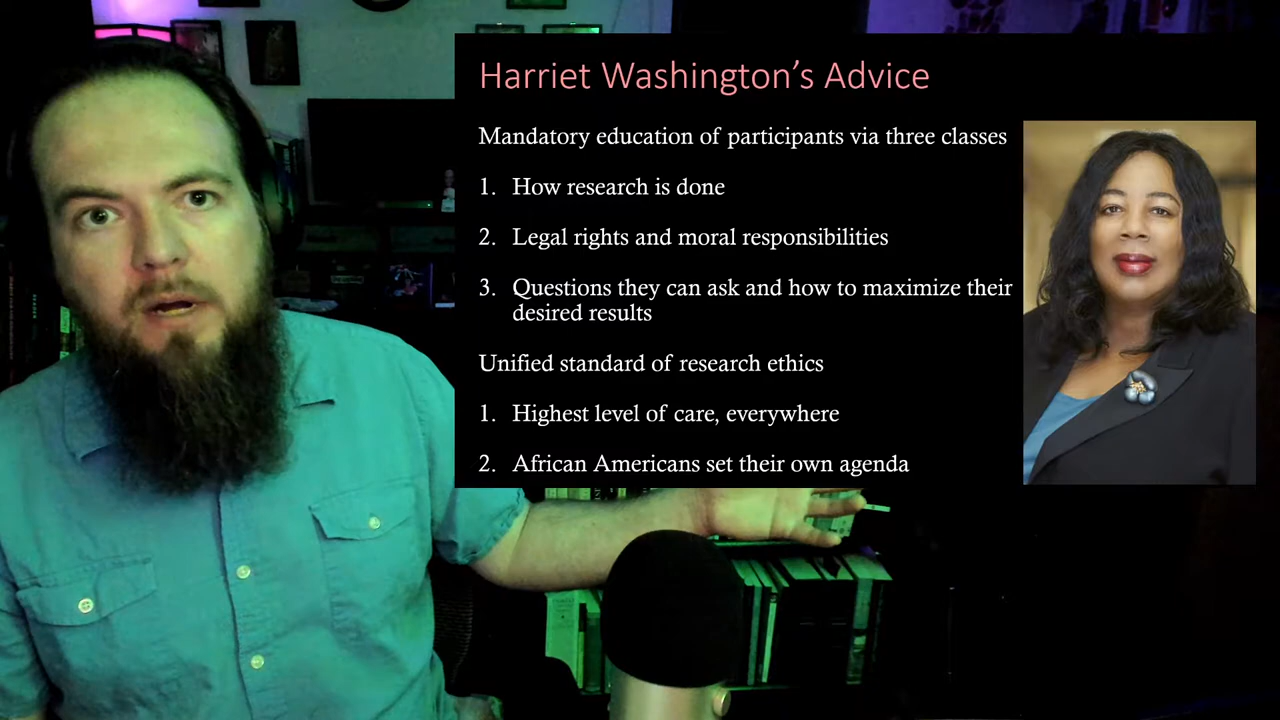 Harriet Washington's Advice
Mandatory education of participants via three classes
1. How research is done
2. Legal rights and moral responsibilities
3. Questions they can ask and how to maximize their
desired results
Unified standard of research ethics
1. Highest level of care, everywhere
2. African Americans set their own agenda